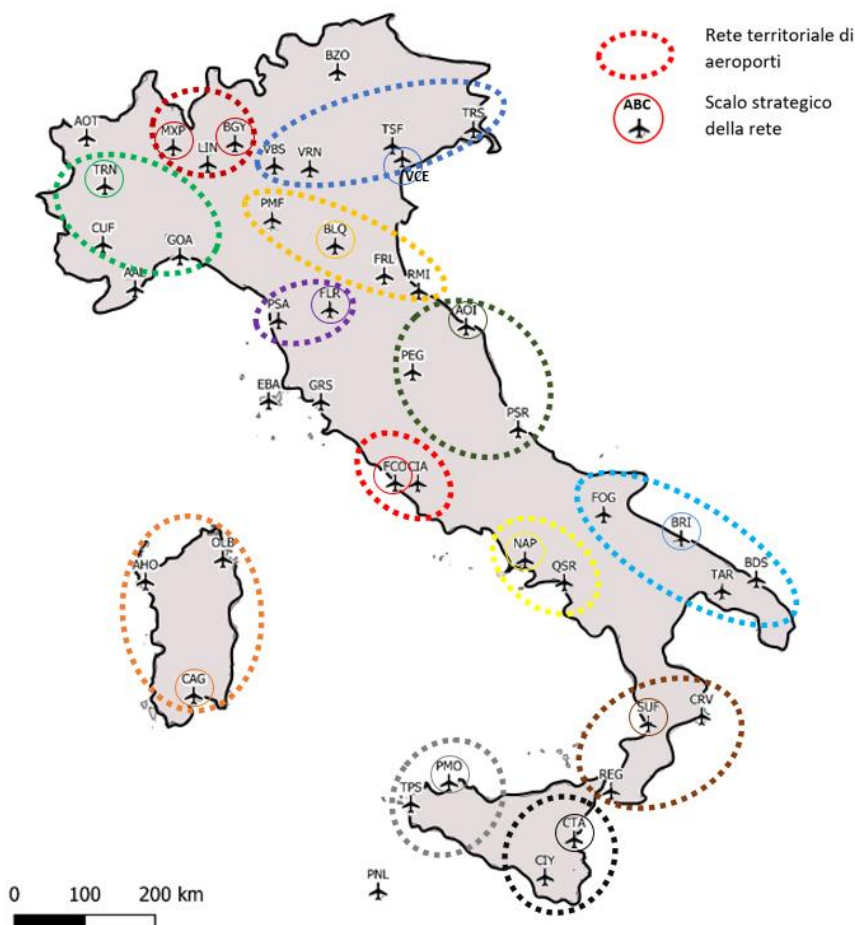 Rete territoriale di
aeroporti
ABC
Scalo strategico
della rete
BZO
AOT
MXP
BGY
LIN
TRS
TSF
VBS
VRN
VCE
TRN
PMF
CUF
GOA
BLQ
FRL
RMI
AAL
PSA
FLR
AOI
PEG
EBA
GRS
PSR
FCO
CIA
FOG
BRI
NAP
QSR
BDS
TAR
OLB
AHO
CAG
SUF
CRV
PMO
TPS
REG
CTA
CIY
PNL
0
100
200 km